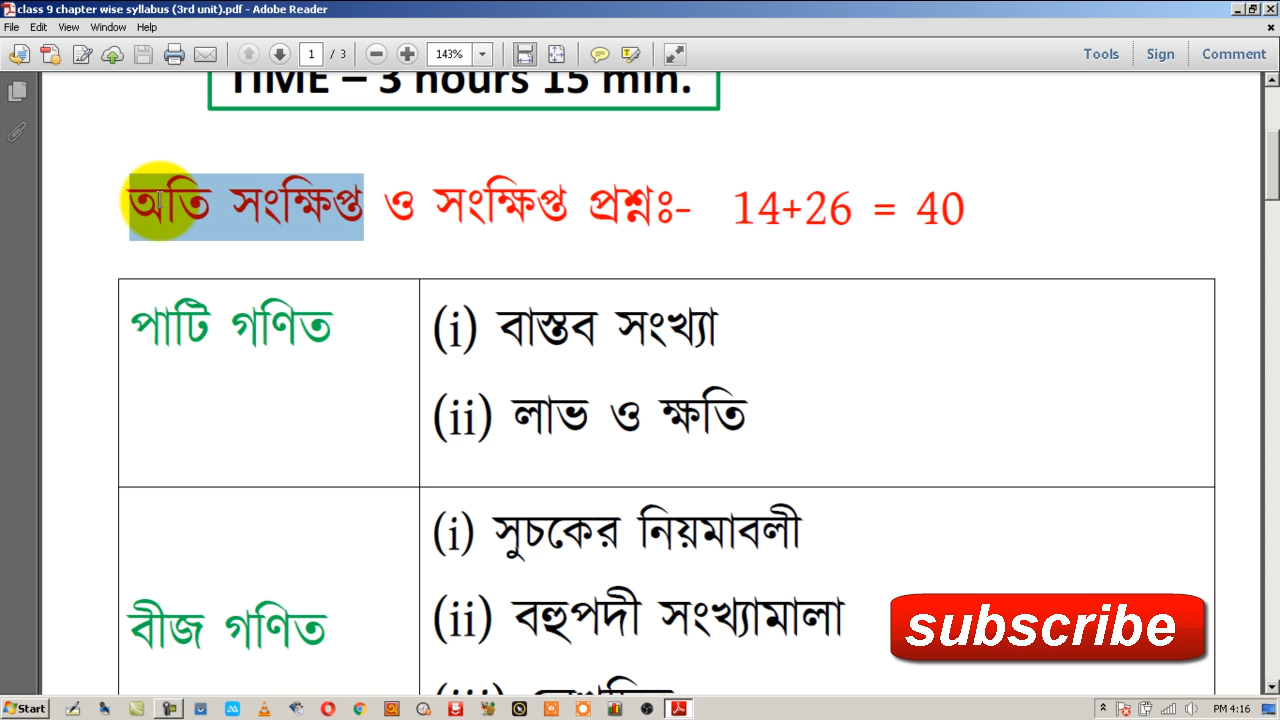 class 9 chapter wise syllabus (3rd unit).pdf - Adobe Reader
File Edit View Window Help
1 / 3 143% Tools Sign Comment
TIME – 3 hours 15 min.
অতি সংক্ষিপ্ত ও সংক্ষিপ্ত প্রশ্নঃ- 14+26 = 40
পাটি গণিত
(i) বাস্তব সংখ্যা
(ii) লাভ ও ক্ষতি
বীজ গণিত
(i) সুচকের নিয়মাবলী
(ii) বহুপদী সংখ্যামালা
(iii)
subscribe
Start PM 4:16